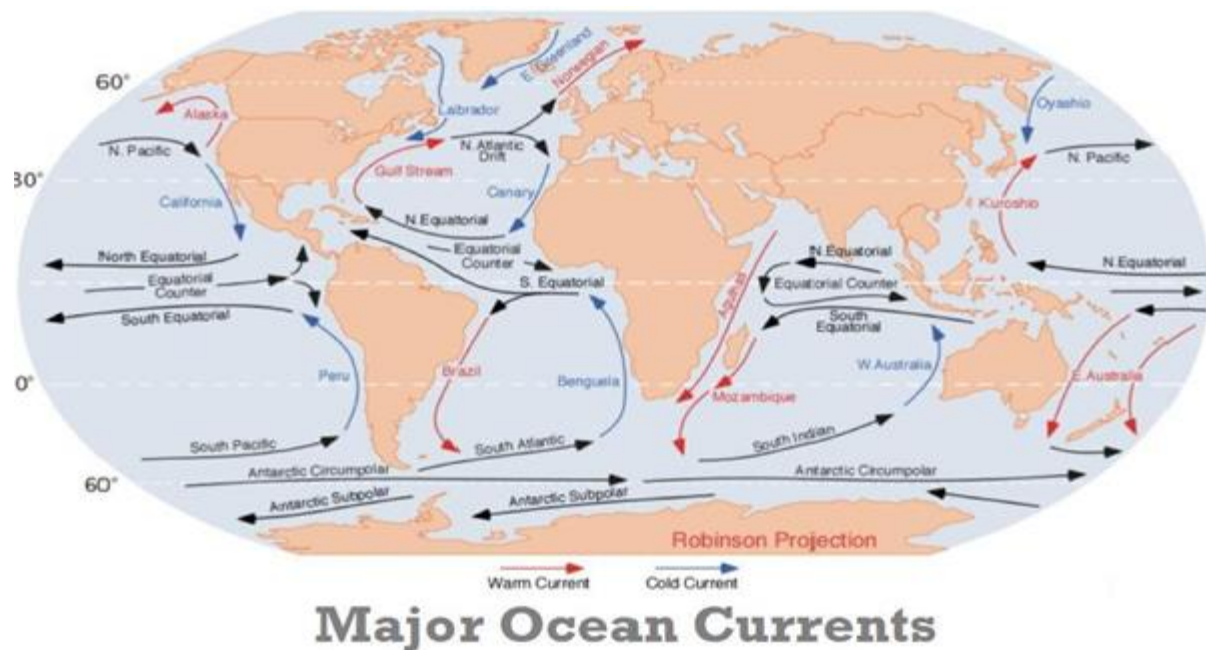 60°
E. Greenland
Norwegian
Alaska
Labrador
Oyashio
N. Pacific
N. Atlantic
Drift
N. Pacific
30°
Gulf Stream
California
Canary
Kuroshio
N.Equatorial
North Equatorial
Equatorial
Counter
N.Equatorial
N.Equatorial
Equatorial
Counter
S. Equatorial
Equatorial Counter
South Equatorial
South
Equatorial
Agulhas
Peru
Brazil
Benguela
W.Australia
E.Australia
0°
Mozambique
South Pacific
South Atlantic
South Indian
Antarctic Circumpolar
Antarctic Circumpolar
60°
Antarctic Subpolar
Antarctic Subpolar
Robinson Projection
Warm Current
Cold Current
Major Ocean Currents